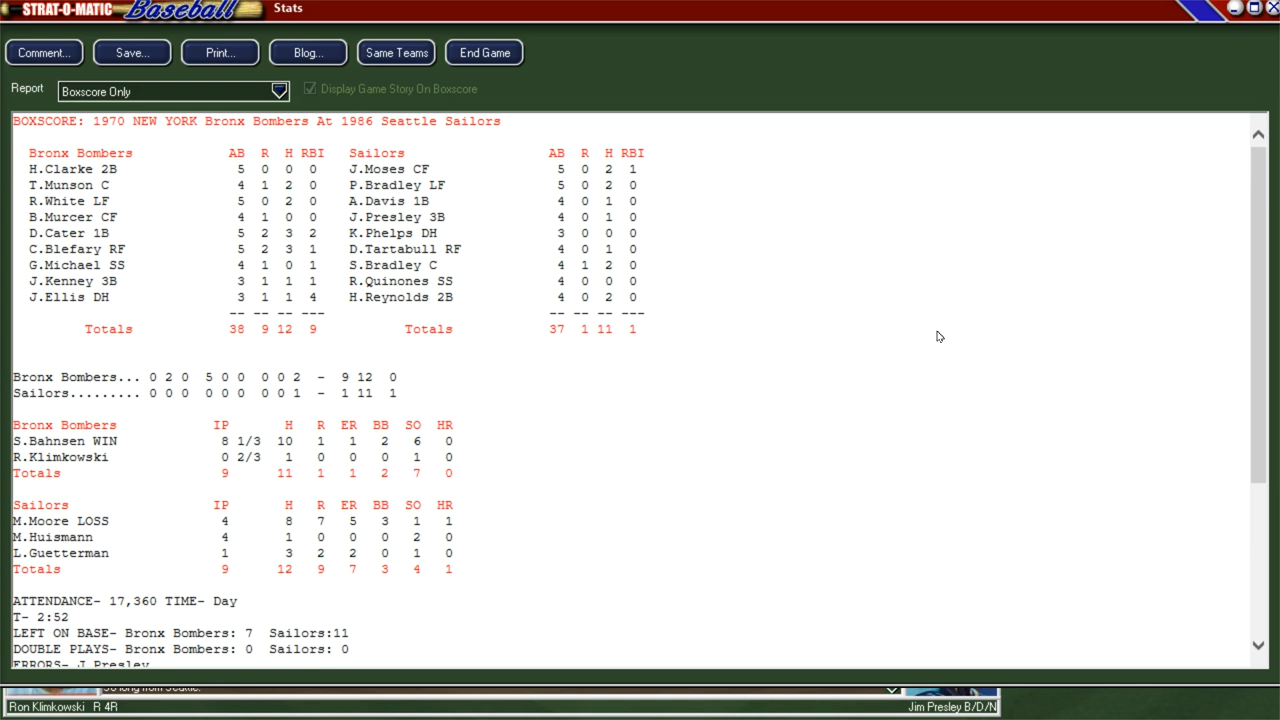 STRAT-O-MATIC Baseball Stats
Comment... Save... Print... Blog... Same Teams End Game
Report Boxscore Only Display Game Story On Boxscore
BOXSCORE: 1970 NEW YORK Bronx Bombers At 1986 Seattle Sailors
Bronx Bombers AB R H RBI Sailors AB R H RBI
H.Clarke 2B 5 0 0 0 J.Moses CF 5 0 2 1
T.Munson C 4 1 2 0 P.Bradley LF 5 0 2 0
R.White LF 5 0 2 0 A.Davis 1B 4 0 1 0
B.Murcer CF 4 1 0 0 J.Presley 3B 4 0 1 0
D.Cater 1B 5 2 3 2 K.Phelps DH 3 0 0 0
C.Blefary RF 5 2 3 1 D.Tartabull RF 4 0 1 0
G.Michael SS 4 1 0 1 S.Bradley C 4 1 2 0
J.Kenney 3B 3 1 1 1 R.Quinones SS 4 0 0 0
J.Ellis DH 3 1 1 4 H.Reynolds 2B 4 0 2 0
-- -- -- --- -- -- -- ---
Totals 38 9 12 9 Totals 37 1 11 1
Bronx Bombers... 0 2 0 5 0 0 0 0 2 - 9 12 0
Sailors......... 0 0 0 0 0 0 0 0 1 - 1 11 1
Bronx Bombers IP H R ER BB SO HR
S.Bahnsen WIN 8 1/3 10 1 1 2 6 0
R.Klimkowski 0 2/3 1 0 0 0 1 0
Totals 9 11 1 1 2 7 0
Sailors IP H R ER BB SO HR
M.Moore LOSS 4 8 7 5 3 1 1
M.Huismann 4 1 0 0 0 2 0
L.Guetterman 1 3 2 2 0 1 0
Totals 9 12 9 7 3 4 1
ATTENDANCE- 17,360 TIME- Day
T- 2:52
LEFT ON BASE- Bronx Bombers: 7 Sailors:11
DOUBLE PLAYS- Bronx Bombers: 0 Sailors: 0
ERRORS- J.Presley
So long from Seattle.
Ron Klimkowski R 4R Jim Presley B/D/N